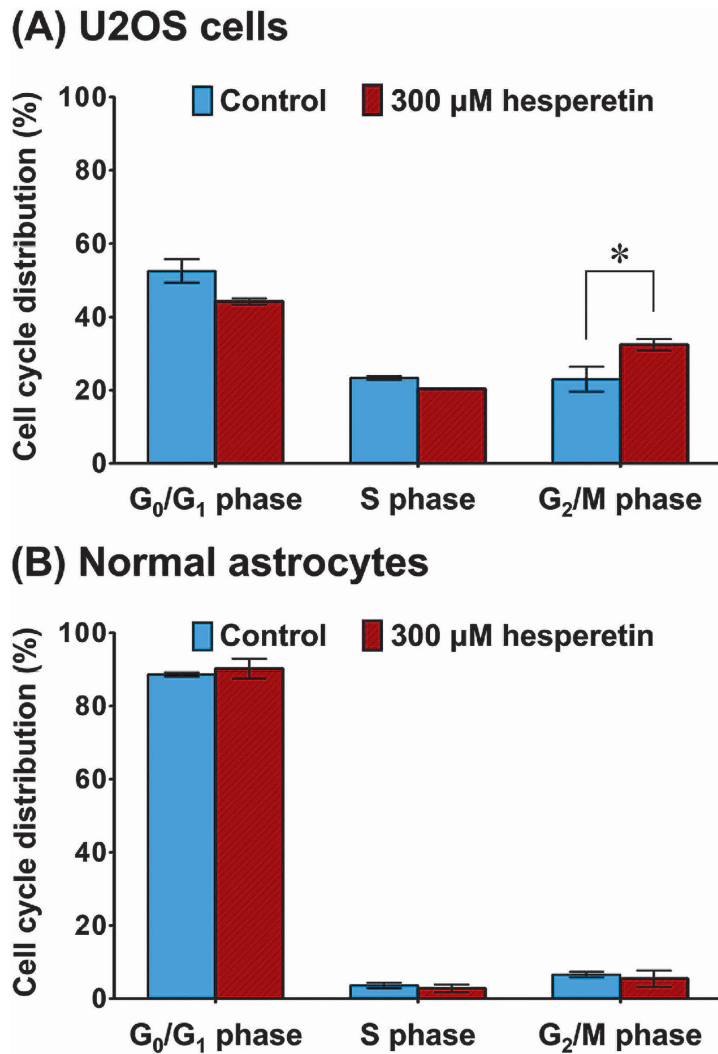 (A) U2OS cells
Control 300 µM hesperetin
Cell cycle distribution (%)
100
80
60
40
20
0
*
G₀/G₁ phase S phase G₂/M phase
(B) Normal astrocytes
Control 300 µM hesperetin
Cell cycle distribution (%)
100
80
60
40
20
0
G₀/G₁ phase S phase G₂/M phase